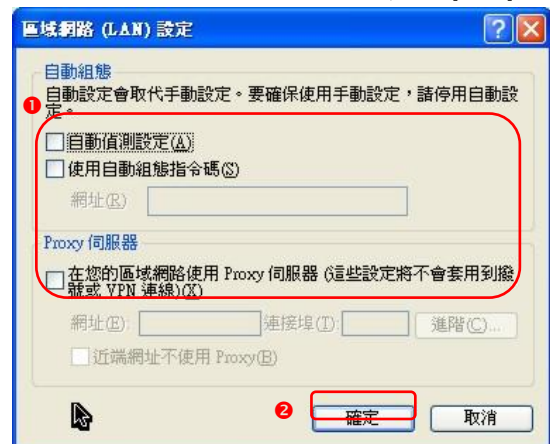 區域網路 (LAN) 設定
自動組態
自動設定會取代手動設定。要確保使用手動設定，請停用自動設
定。
❶
自動偵測設定(A)
使用自動組態指令碼(S)
網址(R)
Proxy 伺服器
在您的區域網路使用 Proxy 伺服器 (這些設定將不會套用到撥
號或 VPN 連線)(X)
網址(E): 連接埠(T): 進階(C)...
近端網址不使用 Proxy(B)
❷ 確定 取消